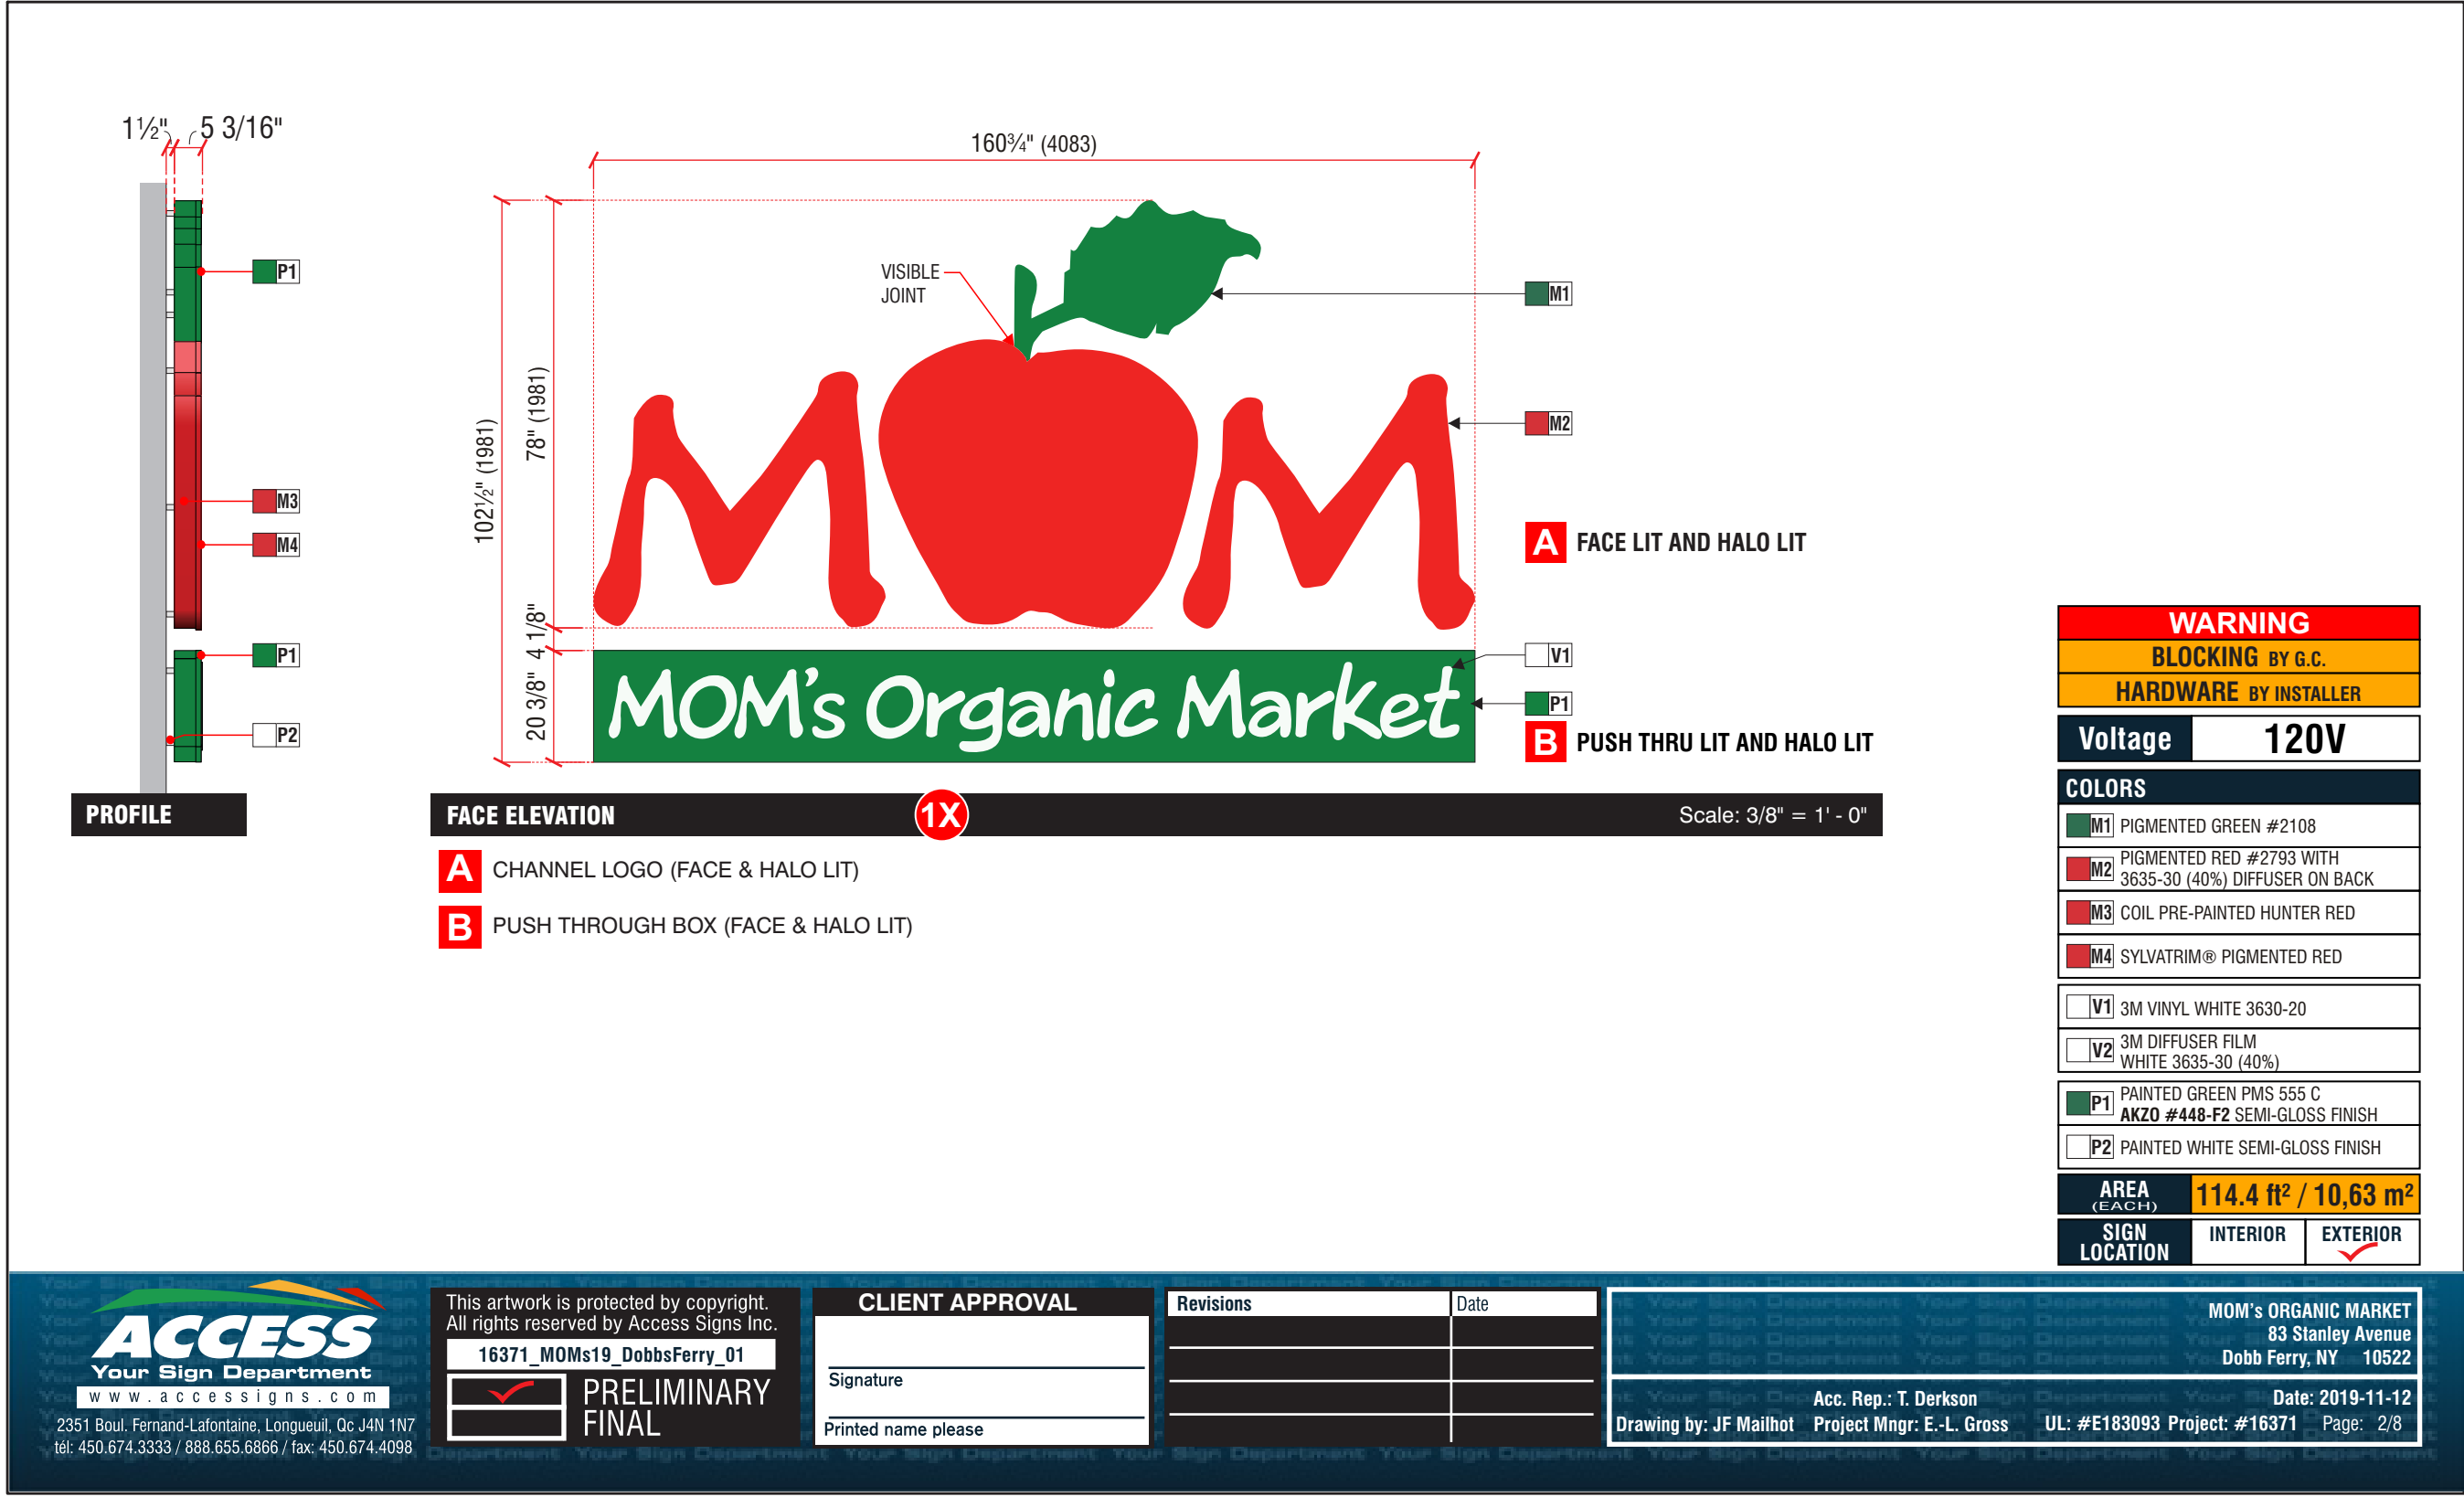 1½" 5 3/16"
P1
M3
M4
P1
P2
PROFILE
160¾" (4083)
102½" (1981)
78" (1981)
4 1/8"
20 3/8"
VISIBLE
JOINT
M1
M2
A FACE LIT AND HALO LIT
V1
P1
B PUSH THRU LIT AND HALO LIT
M M
MOM's Organic Market
FACE ELEVATION 1X Scale: 3/8" = 1' - 0"
A CHANNEL LOGO (FACE & HALO LIT)
B PUSH THROUGH BOX (FACE & HALO LIT)
WARNING
BLOCKING BY G.C.
HARDWARE BY INSTALLER
Voltage 120V
COLORS
M1 PIGMENTED GREEN #2108
M2 PIGMENTED RED #2793 WITH
3635-30 (40%) DIFFUSER ON BACK
M3 COIL PRE-PAINTED HUNTER RED
M4 SYLVATRIM® PIGMENTED RED
V1 3M VINYL WHITE 3630-20
V2 3M DIFFUSER FILM
WHITE 3635-30 (40%)
P1 PAINTED GREEN PMS 555 C
AKZO #448-F2 SEMI-GLOSS FINISH
P2 PAINTED WHITE SEMI-GLOSS FINISH
AREA
(EACH)
114.4 ft² / 10,63 m²
SIGN
LOCATION
INTERIOR EXTERIOR
ACCESS
Your Sign Department
www.accessigns.com
2351 Boul. Fernand-Lafontaine, Longueuil, Qc J4N 1N7
tél: 450.674.3333 / 888.655.6866 / fax: 450.674.4098
This artwork is protected by copyright.
All rights reserved by Access Signs Inc.
16371_MOMs19_DobbsFerry_01
PRELIMINARY
FINAL
CLIENT APPROVAL
Signature
Printed name please
Revisions Date
MOM's ORGANIC MARKET
83 Stanley Avenue
Dobb Ferry, NY 10522
Acc. Rep.: T. Derkson Date: 2019-11-12
Drawing by: JF Mailhot Project Mngr: E.-L. Gross UL: #E183093 Project: #16371 Page: 2/8